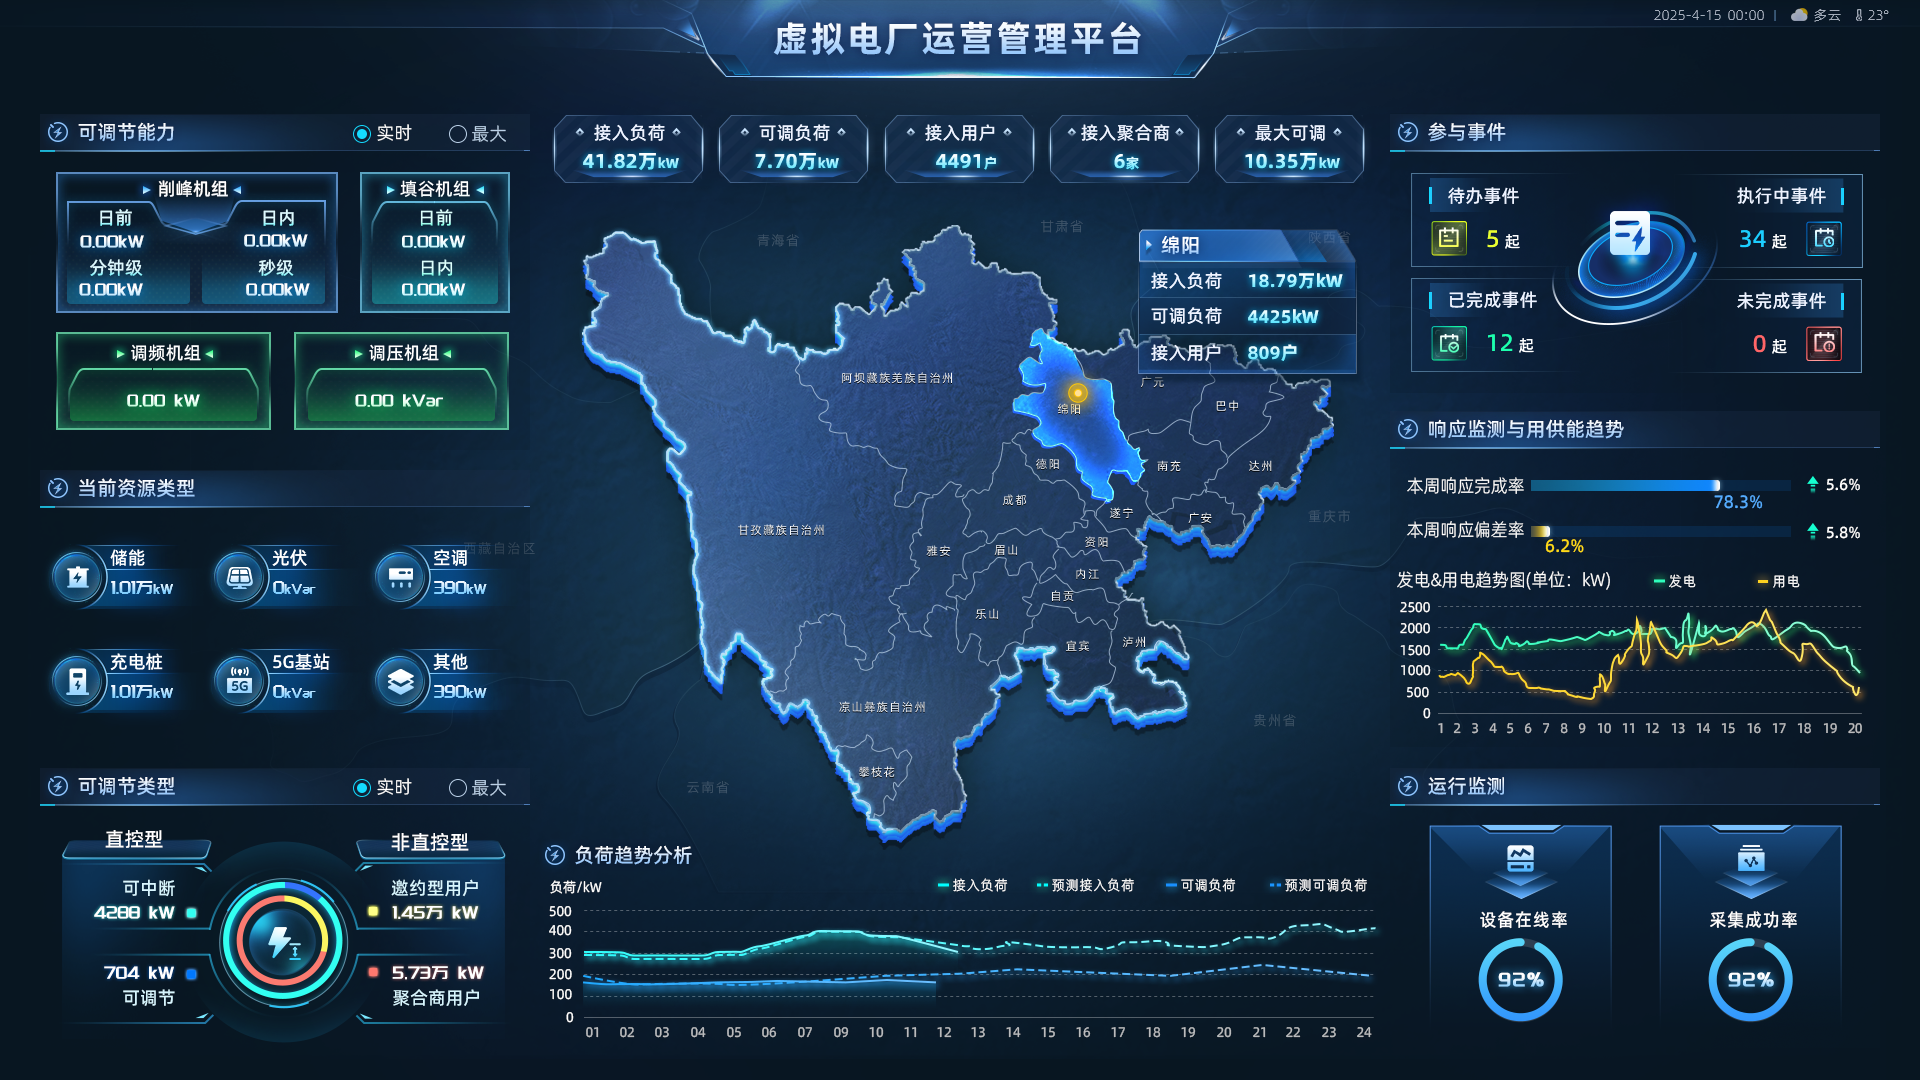 虚拟电厂运营管理平台
2025-4-15 00:00
多云
23°
可调节能力
实时
最大
削峰机组
日前
0.00kW
日内
0.00kW
分钟级
0.00kW
秒级
0.00kW
填谷机组
日前
0.00kW
日内
0.00kW
调频机组
0.00 kW
调压机组
0.00 kVar
当前资源类型
储能
1.01万kW
光伏
0kVar
空调
390kW
充电桩
1.01万kW
5G基站
5G
0kVar
其他
390kW
可调节类型
实时
最大
直控型
可中断
4288 kW
704 kW
可调节
非直控型
邀约型用户
1.45万 kW
5.73万 kW
聚合商用户
接入负荷
41.82万kW
可调负荷
7.70万kW
接入用户
4491户
接入聚合商
6家
最大可调
10.35万kW
青海省
甘肃省
陕西省
西藏自治区
重庆市
贵州省
云南省
绵阳
接入负荷 18.79万kW
可调负荷 4425kW
接入用户 809户
阿坝藏族羌族自治州
绵阳
广元
巴中
德阳
南充
达州
成都
遂宁
广安
甘孜藏族自治州
雅安
眉山
资阳
内江
自贡
乐山
宜宾
泸州
凉山彝族自治州
攀枝花
负荷趋势分析
负荷/kW
接入负荷
预测接入负荷
可调负荷
预测可调负荷
500
400
300
200
100
0
01 02 03 04 05 06 07 09 10 11 12 13 14 15 16 17 18 19 20 21 22 23 24
参与事件
待办事件
5 起
执行中事件
34 起
已完成事件
12 起
未完成事件
0 起
响应监测与用供能趋势
本周响应完成率
78.3%
5.6%
本周响应偏差率
6.2%
5.8%
发电&用电趋势图(单位：kW)
发电
用电
2500
2000
1500
1000
500
0
1 2 3 4 5 6 7 8 9 10 11 12 13 14 15 16 17 18 19 20
运行监测
设备在线率
92%
采集成功率
92%